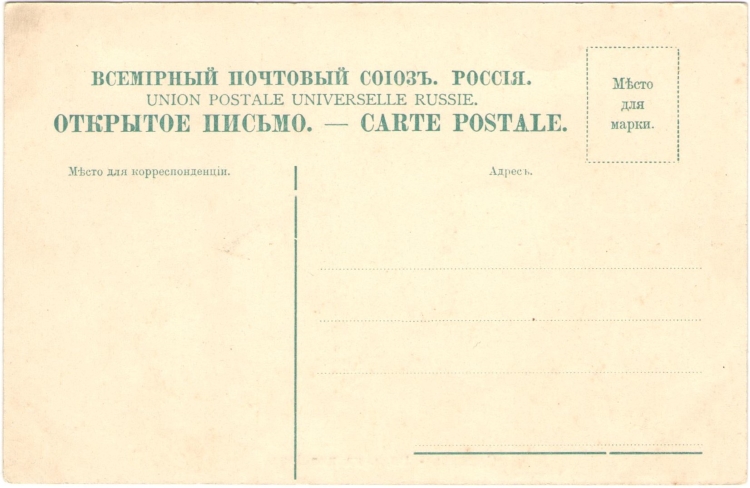 ВСЕМІРНЫЙ ПОЧТОВЫЙ СОЮЗЪ. РОССІЯ.
UNION POSTALE UNIVERSELLE RUSSIE.
ОТКРЫТОЕ ПИСЬМО. — CARTE POSTALE.
Мѣсто
для
марки.
Мѣсто для корреспонденціи.
Адресъ.